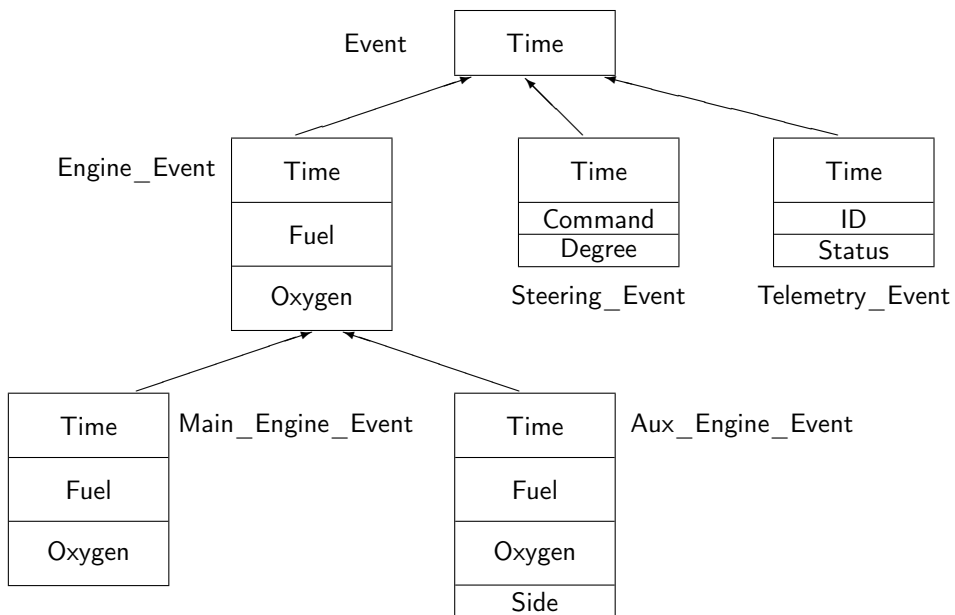 Event
Time
Engine_Event
Time
Fuel
Oxygen
Time
Command
Degree
Steering_Event
Time
ID
Status
Telemetry_Event
Time
Fuel
Oxygen
Main_Engine_Event
Time
Fuel
Oxygen
Side
Aux_Engine_Event